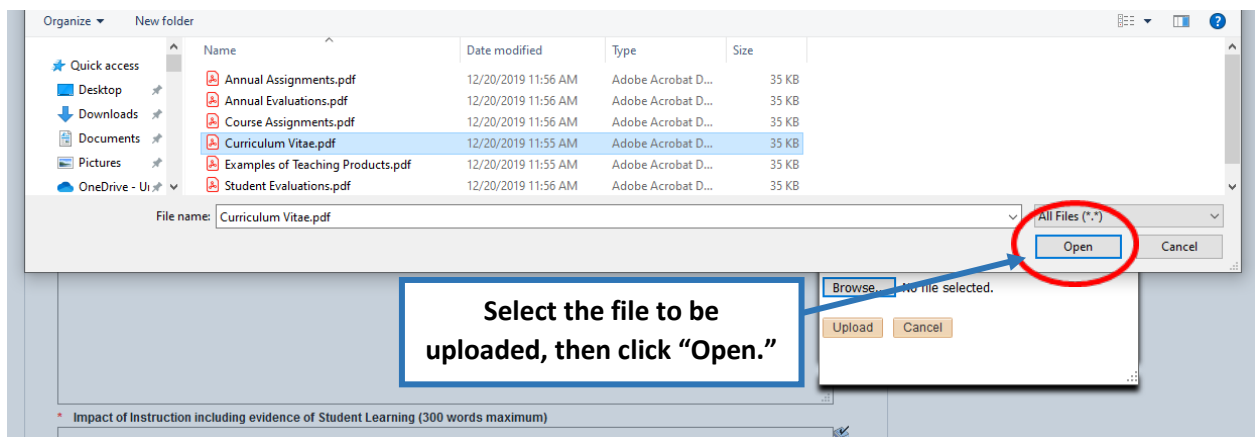 Organize New folder
Name Date modified Type Size
Quick access
Desktop
Downloads
Documents
Pictures
OneDrive - Ur
Annual Assignments.pdf 12/20/2019 11:56 AM Adobe Acrobat D... 35 KB
Annual Evaluations.pdf 12/20/2019 11:56 AM Adobe Acrobat D... 35 KB
Course Assignments.pdf 12/20/2019 11:56 AM Adobe Acrobat D... 35 KB
Curriculum Vitae.pdf 12/20/2019 11:55 AM Adobe Acrobat D... 35 KB
Examples of Teaching Products.pdf 12/20/2019 11:55 AM Adobe Acrobat D... 35 KB
Student Evaluations.pdf 12/20/2019 11:56 AM Adobe Acrobat D... 35 KB
File name: Curriculum Vitae.pdf All Files (*.*)
Open Cancel
Select the file to be
uploaded, then click “Open.”
Browse... No file selected.
Upload Cancel
* Impact of Instruction including evidence of Student Learning (300 words maximum)